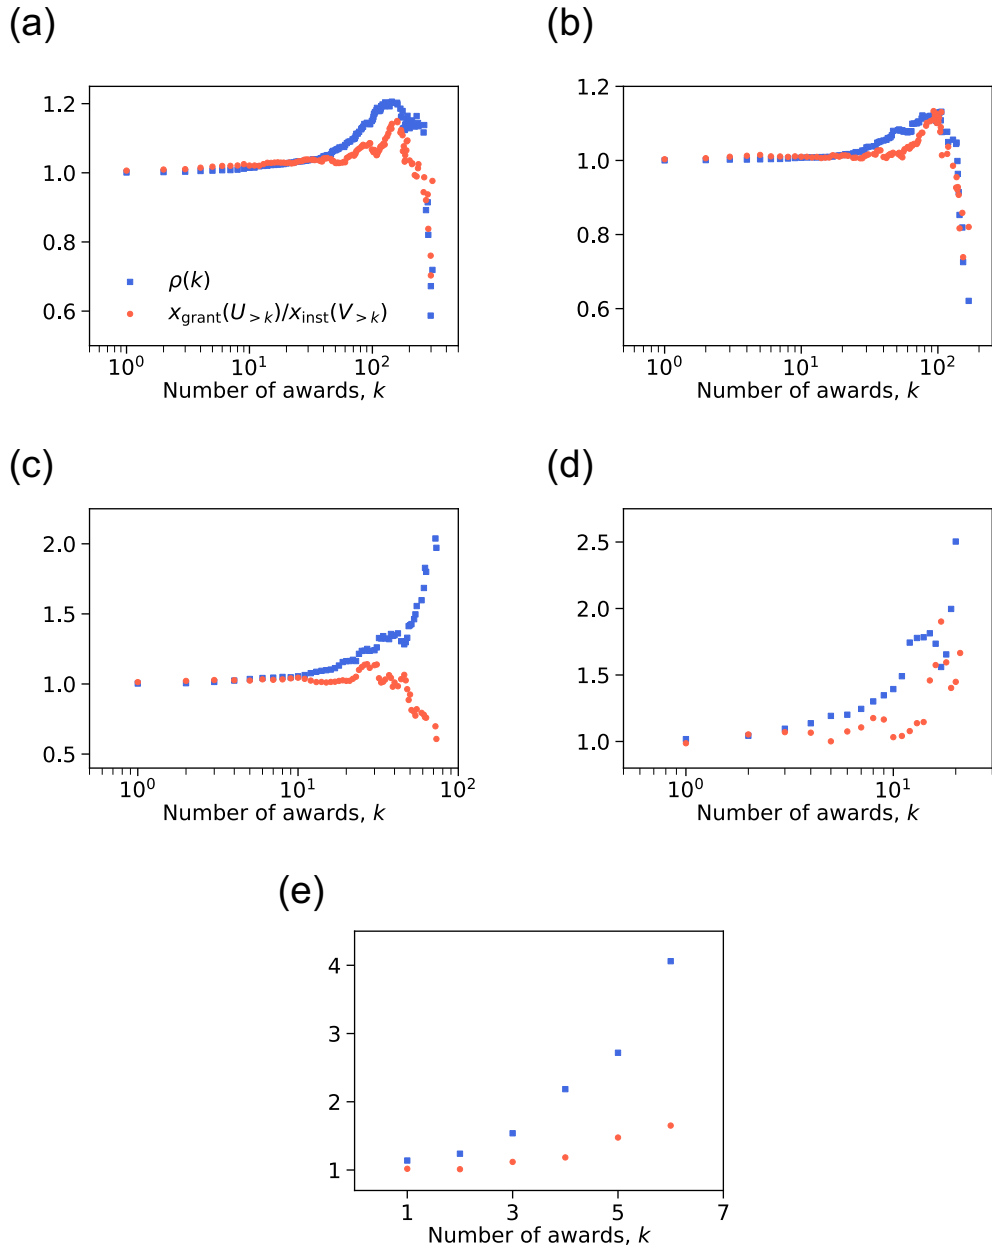 (a)
1.2
1.0
0.8
0.6
ρ(k)
x_grant(U_{>k})/x_inst(V_{>k})
10^0 10^1 10^2
Number of awards, k
(b)
1.2
1.0
0.8
0.6
10^0 10^1 10^2
Number of awards, k
(c)
2.0
1.5
1.0
0.5
10^0 10^1 10^2
Number of awards, k
(d)
2.5
2.0
1.5
1.0
10^0 10^1
Number of awards, k
(e)
4
3
2
1
1 3 5 7
Number of awards, k